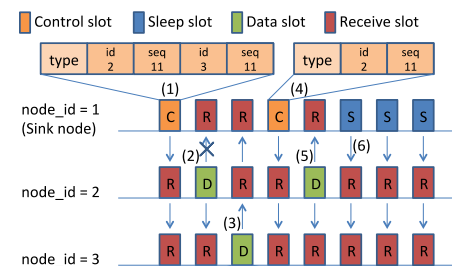 Control slot Sleep slot Data slot Receive slot
type id 2 seq 11 id 3 seq 11 type id 2 seq 11
(1) (4)
node_id = 1 C R R C R S S S
(Sink node)
(2) (5) (6)
node_id = 2 R D R R D R R R
(3)
node id = 3 R R D R R R R R